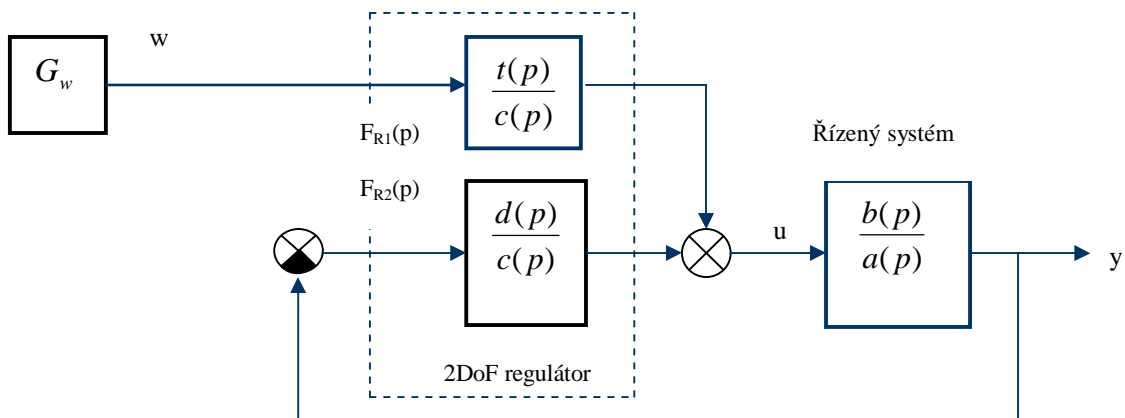 w
G_w
t(p)
c(p)
F_R1(p)
Řízený systém
F_R2(p)
d(p)
c(p)
u
b(p)
a(p)
y
2DoF regulátor